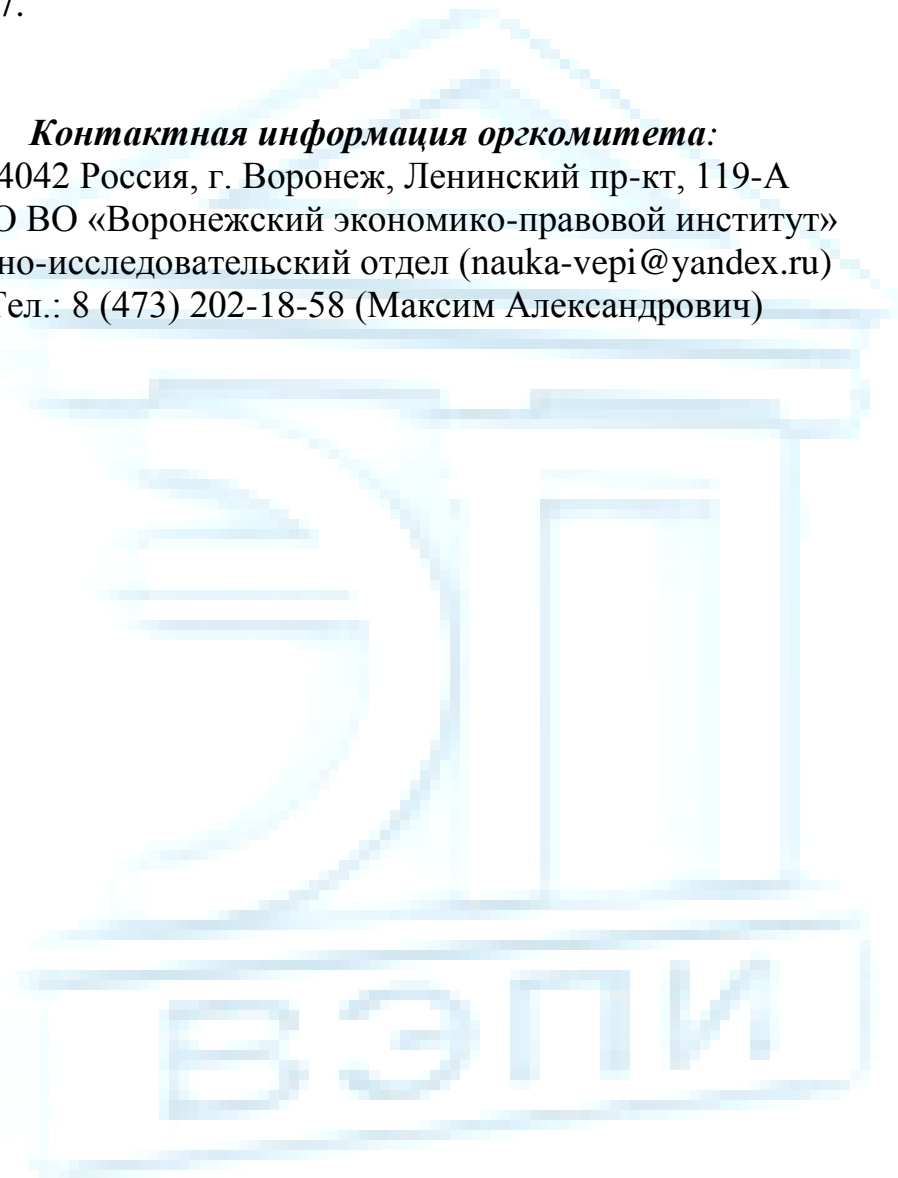 7.
Контактная информация оргкомитета:
4042 Россия, г. Воронеж, Ленинский пр-кт, 119-А
О ВО «Воронежский экономико-правовой институт»
но-исследовательский отдел (nauka-vepi@yandex.ru)
Тел.: 8 (473) 202-18-58 (Максим Александрович)
ЭП
ВЭПИ